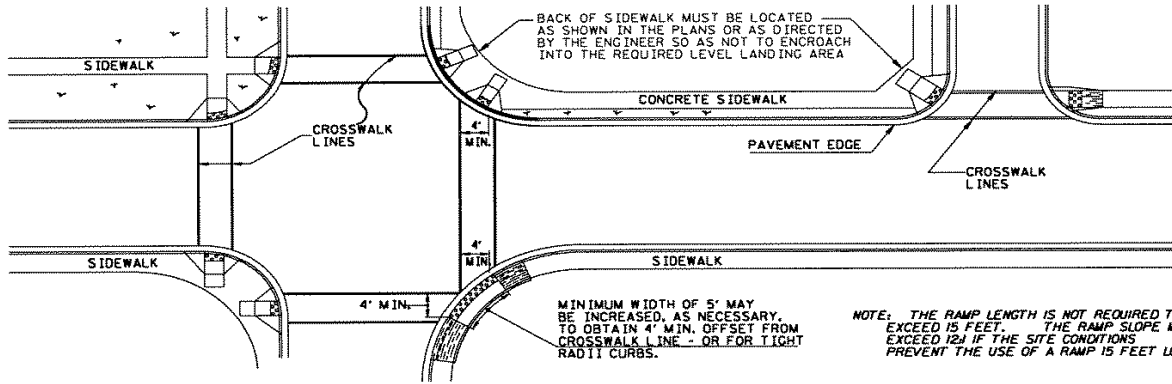 BACK OF SIDEWALK MUST BE LOCATED
AS SHOWN IN THE PLANS OR AS DIRECTED
BY THE ENGINEER SO AS NOT TO ENCROACH
INTO THE REQUIRED LEVEL LANDING AREA
SIDEWALK
CONCRETE SIDEWALK
CROSSWALK
LINES
4'
MIN.
PAVEMENT EDGE
CROSSWALK
LINES
4'
MIN.
SIDEWALK
SIDEWALK
4' MIN.
MINIMUM WIDTH OF 5' MAY
BE INCREASED, AS NECESSARY,
TO OBTAIN 4' MIN. OFFSET FROM
CROSSWALK LINE - OR FOR TIGHT
RADII CURBS.
NOTE: THE RAMP LENGTH IS NOT REQUIRED T
EXCEED 15 FEET. THE RAMP SLOPE
EXCEED 12:1 IF THE SITE CONDITIONS
PREVENT THE USE OF A RAMP 15 FEET